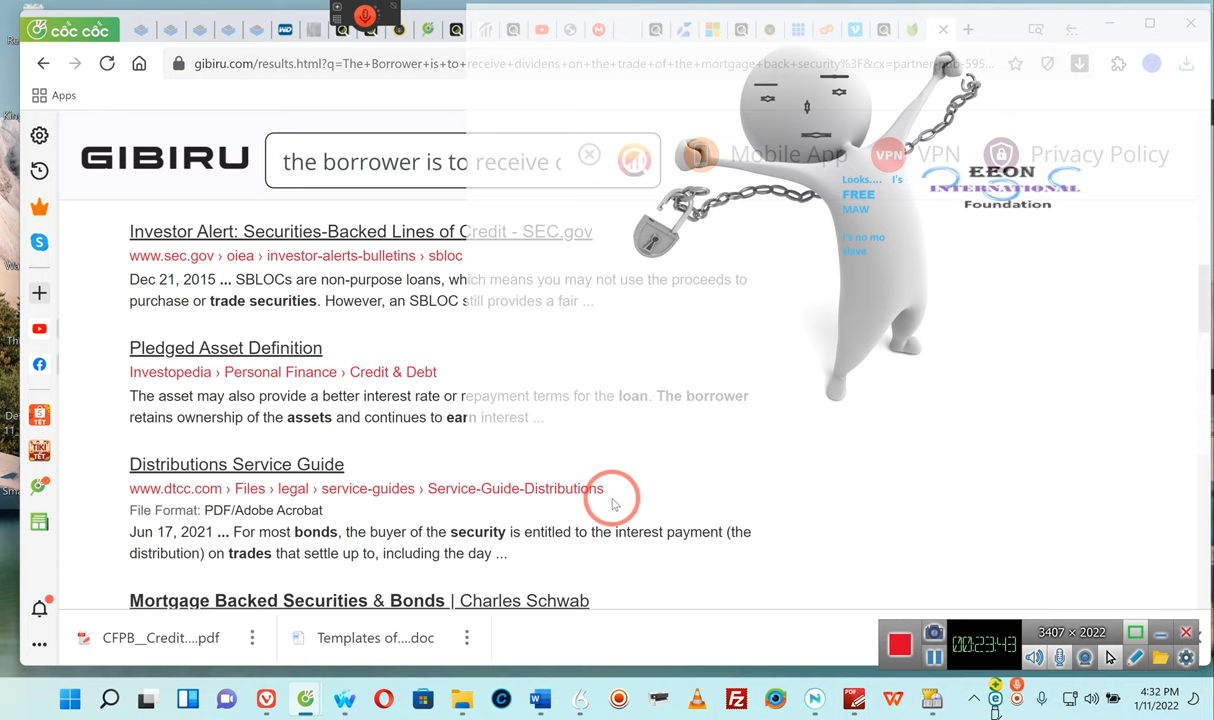 cốc cốc
gibiru.com/results.html?q=The+Borrower+is+to+receive+dividens+on+the+trade+of+the+mortgage+back+security%3F&cx=partner-pub-595...
Apps
GIBIRU
the borrower is to receive
Mobile App
VPN
VPN
Privacy Policy
Looks.... I's
FREE
MAW
i's no mo
slave
EEON
INTERNATIONAL
Foundation
Investor Alert: Securities-Backed Lines of Credit - SEC.gov
www.sec.gov › oiea › investor-alerts-bulletins › sbloc
Dec 21, 2015 ... SBLOCs are non-purpose loans, which means you may not use the proceeds to
purchase or trade securities. However, an SBLOC still provides a fair ...
Pledged Asset Definition
Investopedia › Personal Finance › Credit & Debt
The asset may also provide a better interest rate or repayment terms for the loan. The borrower
retains ownership of the assets and continues to earn interest ...
Distributions Service Guide
www.dtcc.com › Files › legal › service-guides › Service-Guide-Distributions
File Format: PDF/Adobe Acrobat
Jun 17, 2021 ... For most bonds, the buyer of the security is entitled to the interest payment (the
distribution) on trades that settle up to, including the day ...
Mortgage Backed Securities & Bonds | Charles Schwab
CFPB__Credit....pdf
Templates of....doc
00:23:43
3407 × 2022
4:32 PM
1/11/2022